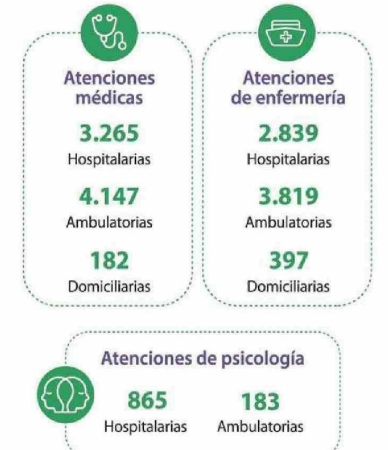 Atenciones
médicas
3.265
Hospitalarias
4.147
Ambulatorias
182
Domiciliarias
Atenciones
de enfermería
2.839
Hospitalarias
3.819
Ambulatorias
397
Domiciliarias
Atenciones de psicología
865 183
Hospitalarias Ambulatorias